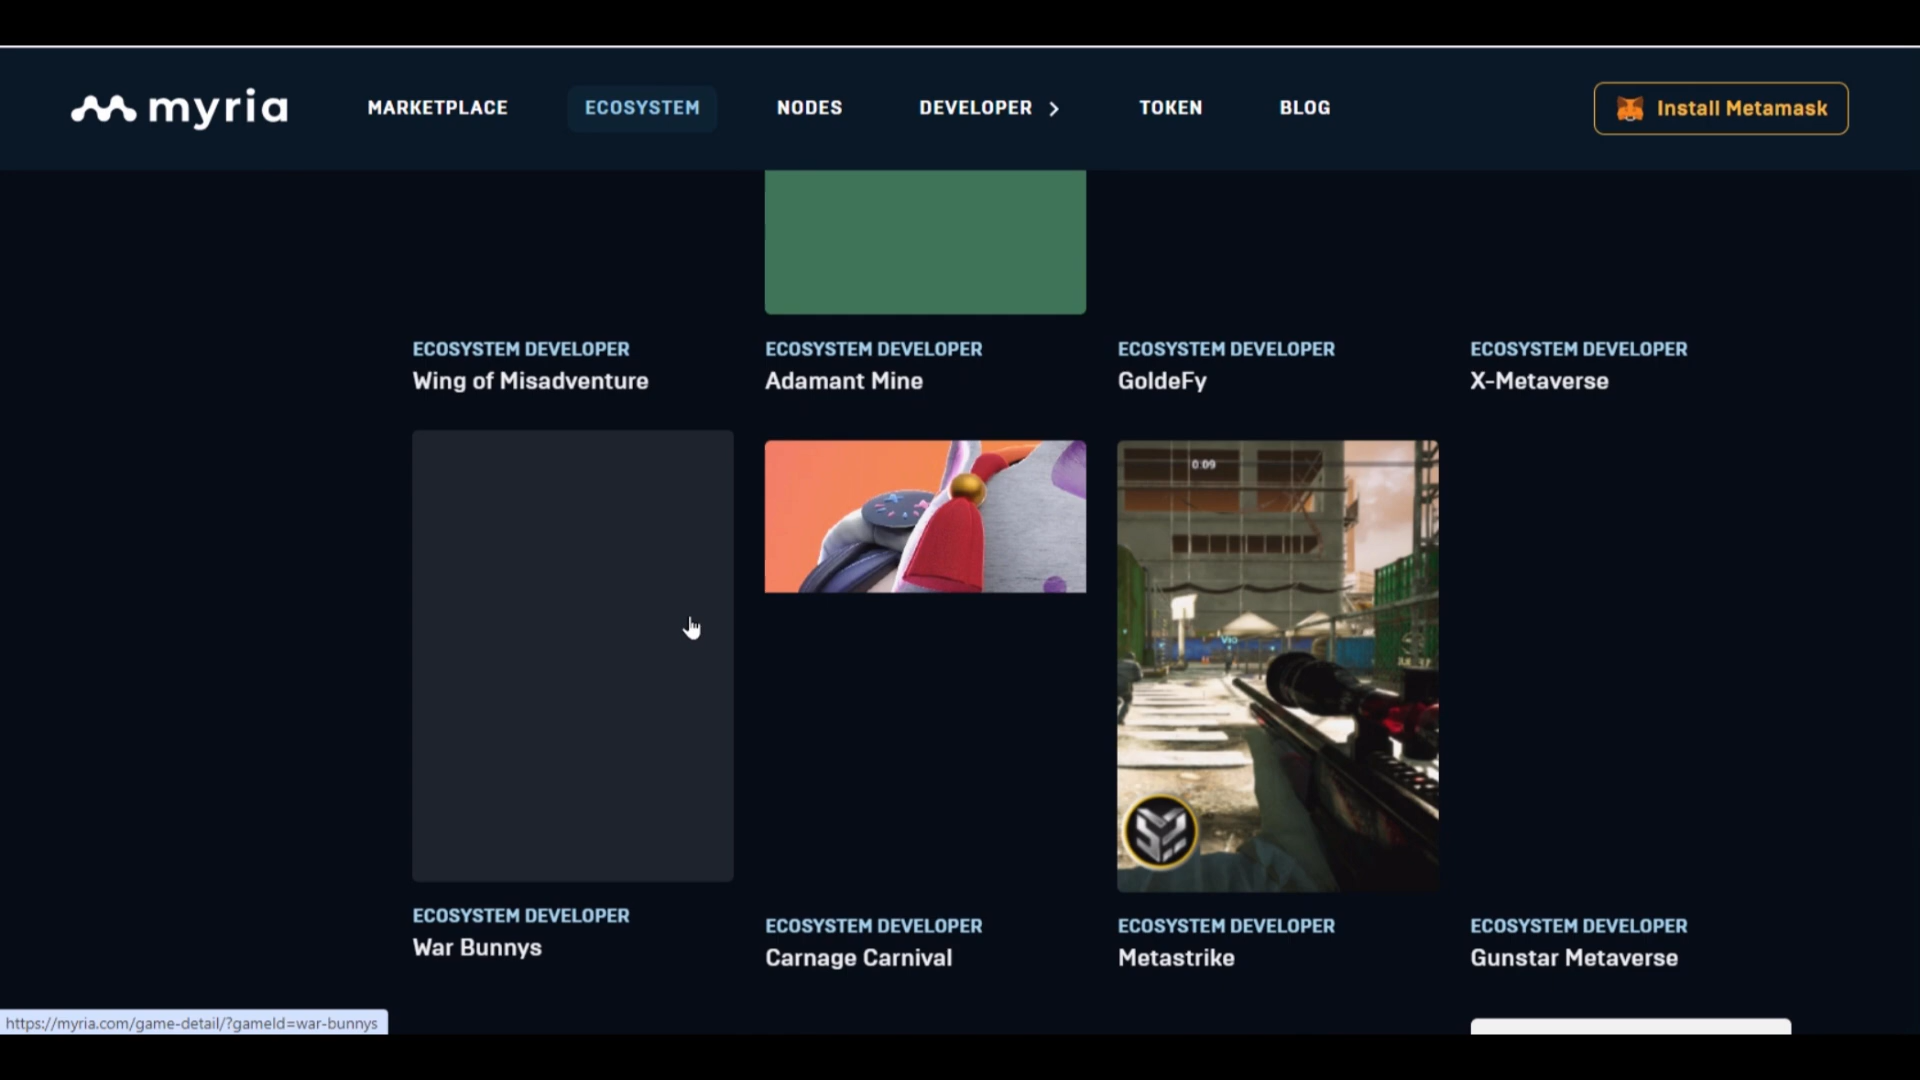 myria
MARKETPLACE
ECOSYSTEM
NODES
DEVELOPER
TOKEN
BLOG
Install Metamask
ECOSYSTEM DEVELOPER
Wing of Misadventure
ECOSYSTEM DEVELOPER
Adamant Mine
ECOSYSTEM DEVELOPER
GoldeFy
ECOSYSTEM DEVELOPER
X-Metaverse
0:09
Vio
ECOSYSTEM DEVELOPER
War Bunnys
ECOSYSTEM DEVELOPER
Carnage Carnival
ECOSYSTEM DEVELOPER
Metastrike
ECOSYSTEM DEVELOPER
Gunstar Metaverse
https://myria.com/game-detail/?gameId=war-bunnys